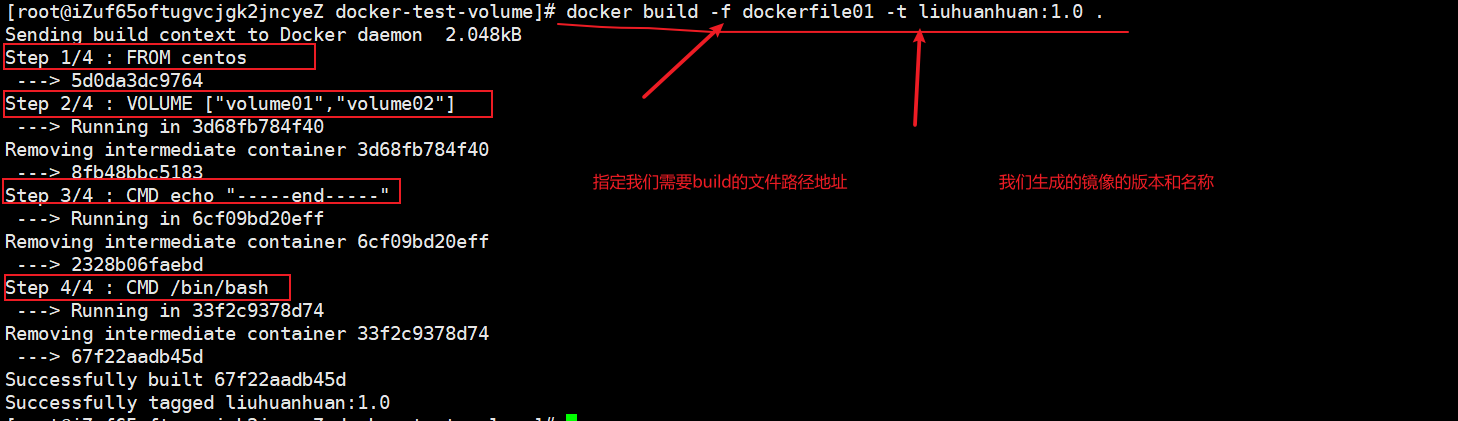 [root@iZuf65oftugvcjgk2jncyeZ docker-test-volume]# docker build -f dockerfile01 -t liuhuanhuan:1.0 .
Sending build context to Docker daemon  2.048kB
Step 1/4 : FROM centos
 ---> 5d0da3dc9764
Step 2/4 : VOLUME ["volume01","volume02"]
 ---> Running in 3d68fb784f40
Removing intermediate container 3d68fb784f40
 ---> 8fb48bbc5183
指定我们需要build的文件路径地址
我们生成的镜像的版本和名称
Step 3/4 : CMD echo "-----end-----"
 ---> Running in 6cf09bd20eff
Removing intermediate container 6cf09bd20eff
 ---> 2328b06faebd
Step 4/4 : CMD /bin/bash
 ---> Running in 33f2c9378d74
Removing intermediate container 33f2c9378d74
 ---> 67f22aadb45d
Successfully built 67f22aadb45d
Successfully tagged liuhuanhuan:1.0